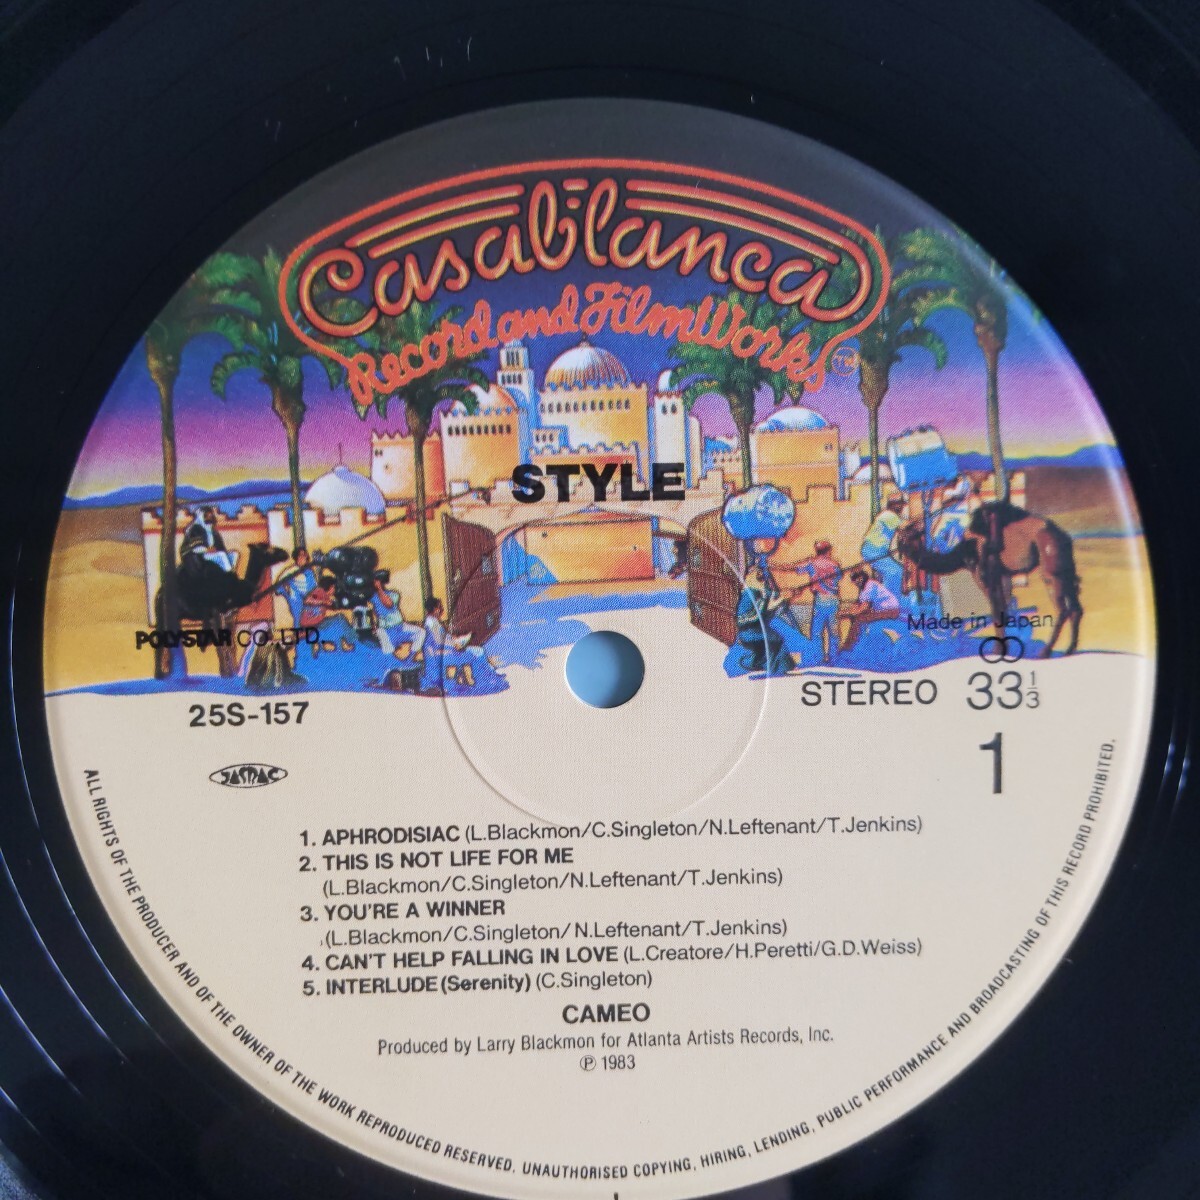 Casablanca
Record and FilmWorks
TM
STYLE
POLYSTAR CO., LTD.
Made in Japan
25S-157
STEREO 33 1/3
JASRAC
1
1. APHRODISIAC (L.Blackmon/C.Singleton/N.Leftenant/T.Jenkins)
2. THIS IS NOT LIFE FOR ME
(L.Blackmon/C.Singleton/N.Leftenant/T.Jenkins)
3. YOU'RE A WINNER
(L.Blackmon/C.Singleton/N.Leftenant/T.Jenkins)
4. CAN'T HELP FALLING IN LOVE (L.Creatore/H.Peretti/G.D.Weiss)
5. INTERLUDE (Serenity) (C.Singleton)
CAMEO
Produced by Larry Blackmon for Atlanta Artists Records, Inc.
℗ 1983
ALL RIGHTS OF THE PRODUCER AND OF THE OWNER OF THE WORK REPRODUCED RESERVED. UNAUTHORISED COPYING, HIRING, LENDING, PUBLIC PERFORMANCE AND BROADCASTING OF THIS RECORD PROHIBITED.